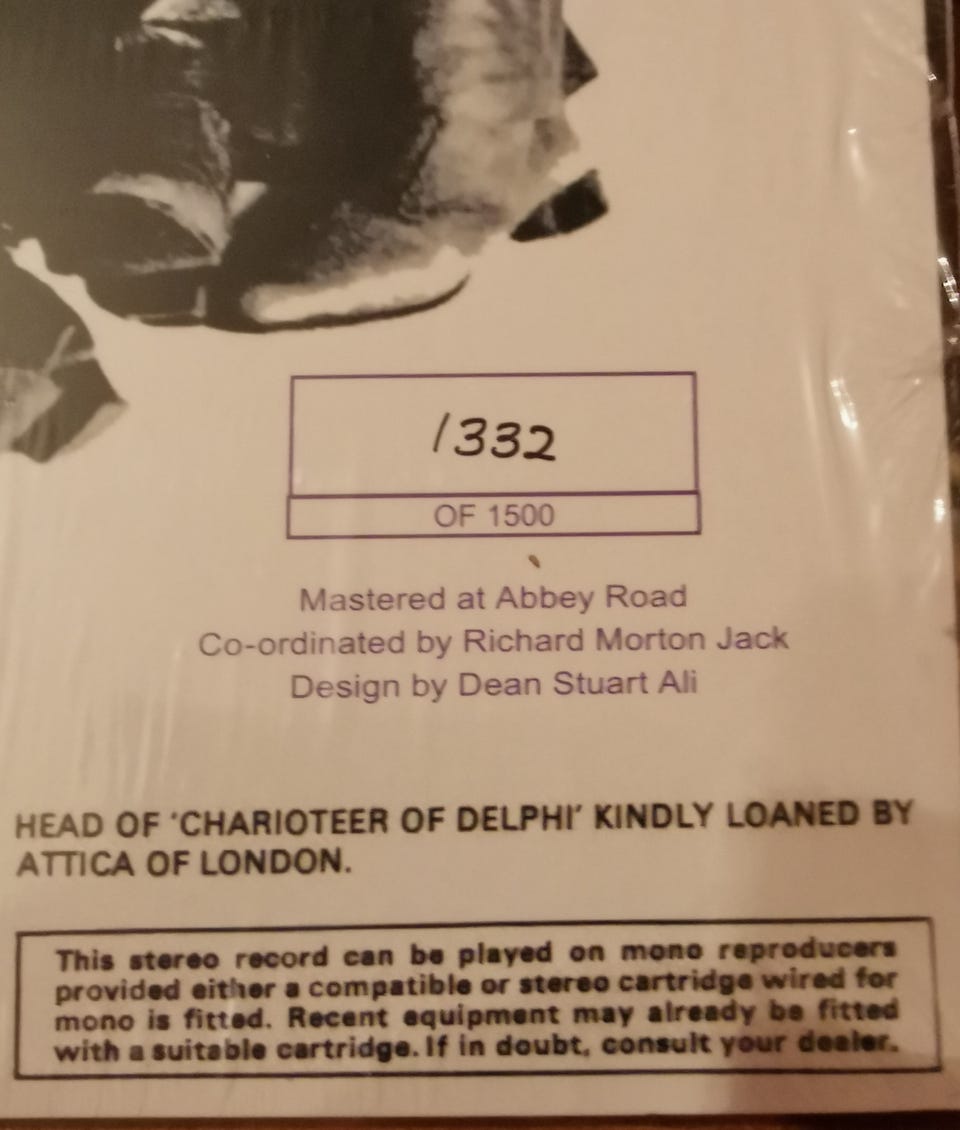 1332
OF 1500
Mastered at Abbey Road
Co-ordinated by Richard Morton Jack
Design by Dean Stuart Ali
HEAD OF 'CHARIOTEER OF DELPHI' KINDLY LOANED BY
ATTICA OF LONDON.
This stereo record can be played on mono reproducers
provided either a compatible or stereo cartridge wired for
mono is fitted. Recent equipment may already be fitted
with a suitable cartridge. If in doubt, consult your dealer.